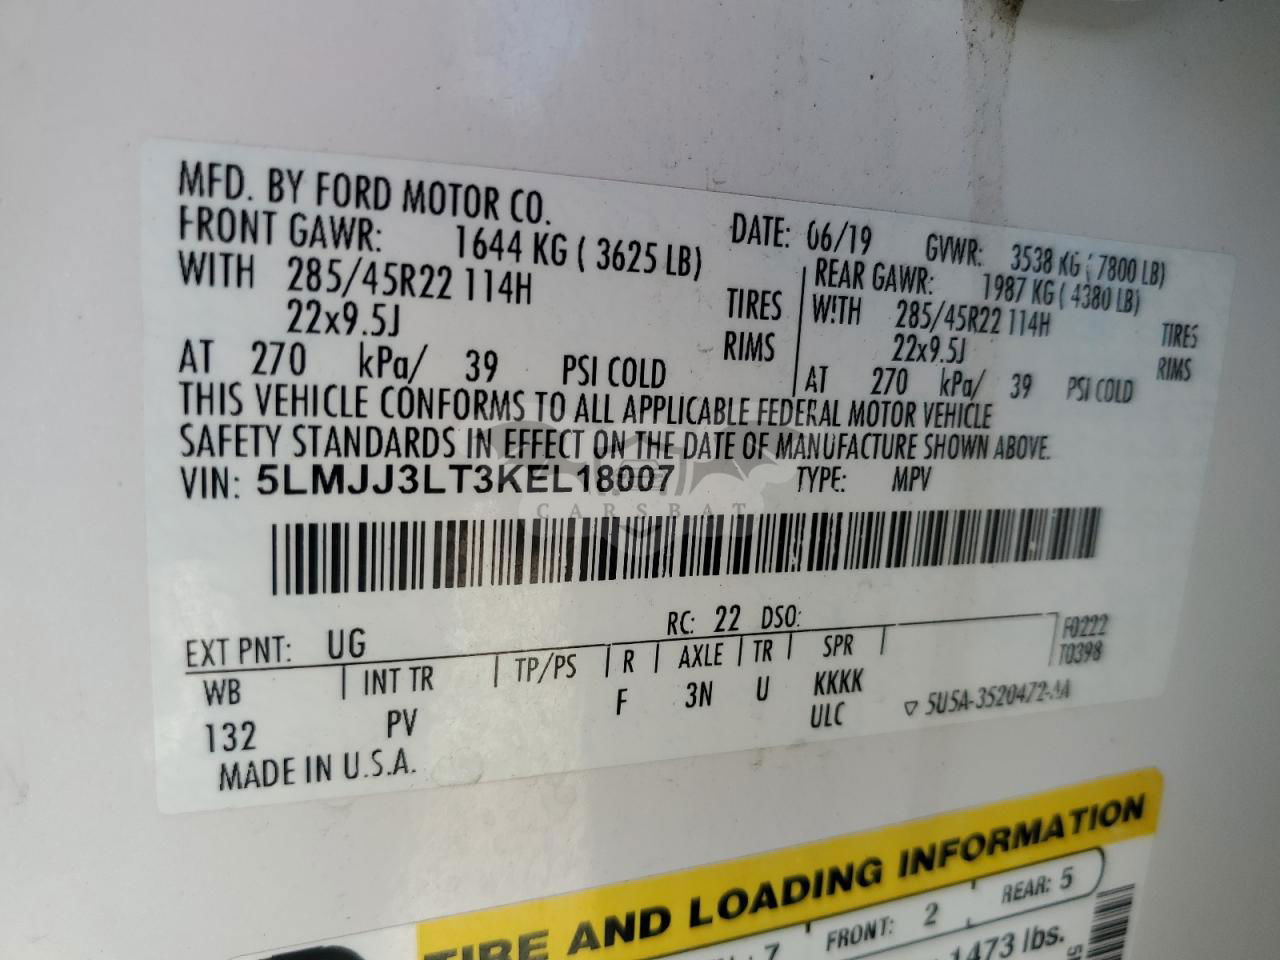 MFD. BY FORD MOTOR CO.
DATE: 06/19 GVWR: 3538 KG ( 7800 LB)
FRONT GAWR: 1644 KG ( 3625 LB) REAR GAWR: 1987 KG ( 4380 LB)
WITH 285/45R22 114H TIRES WITH 285/45R22 114H TIRES
22x9.5J RIMS 22x9.5J RIMS
AT 270 kPa/ 39 PSI COLD AT 270 kPa/ 39 PSI COLD
THIS VEHICLE CONFORMS TO ALL APPLICABLE FEDERAL MOTOR VEHICLE
SAFETY STANDARDS IN EFFECT ON THE DATE OF MANUFACTURE SHOWN ABOVE.
VIN: 5LMJJ3LT3KEL18007 TYPE: MPV
CARSBAT
EXT PNT: UG RC: 22 DSO: F0222
WB INT TR TP/PS R AXLE TR SPR T0398
132 PV F 3N U KKKK
ULC ▽ 5U5A-3520472-AA
MADE IN U.S.A.
TIRE AND LOADING INFORMATION
7 FRONT: 2 REAR: 5
1473 lbs.